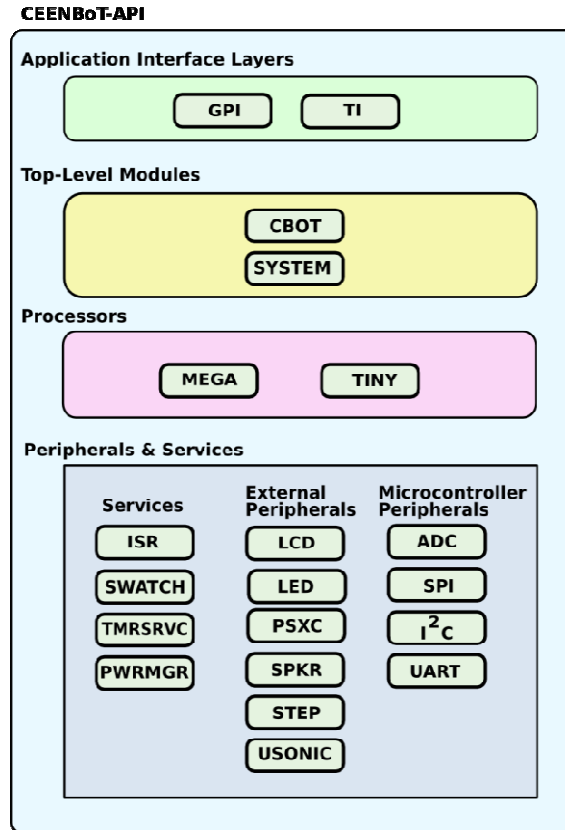 CEENBoT-API
Application Interface Layers
GPI
TI
Top-Level Modules
CBOT
SYSTEM
Processors
MEGA
TINY
Peripherals & Services
Services
ISR
SWATCH
TMRSRVC
PWRMGR
External
Peripherals
LCD
LED
PSXC
SPKR
STEP
USONIC
Microcontroller
Peripherals
ADC
SPI
I²C
UART